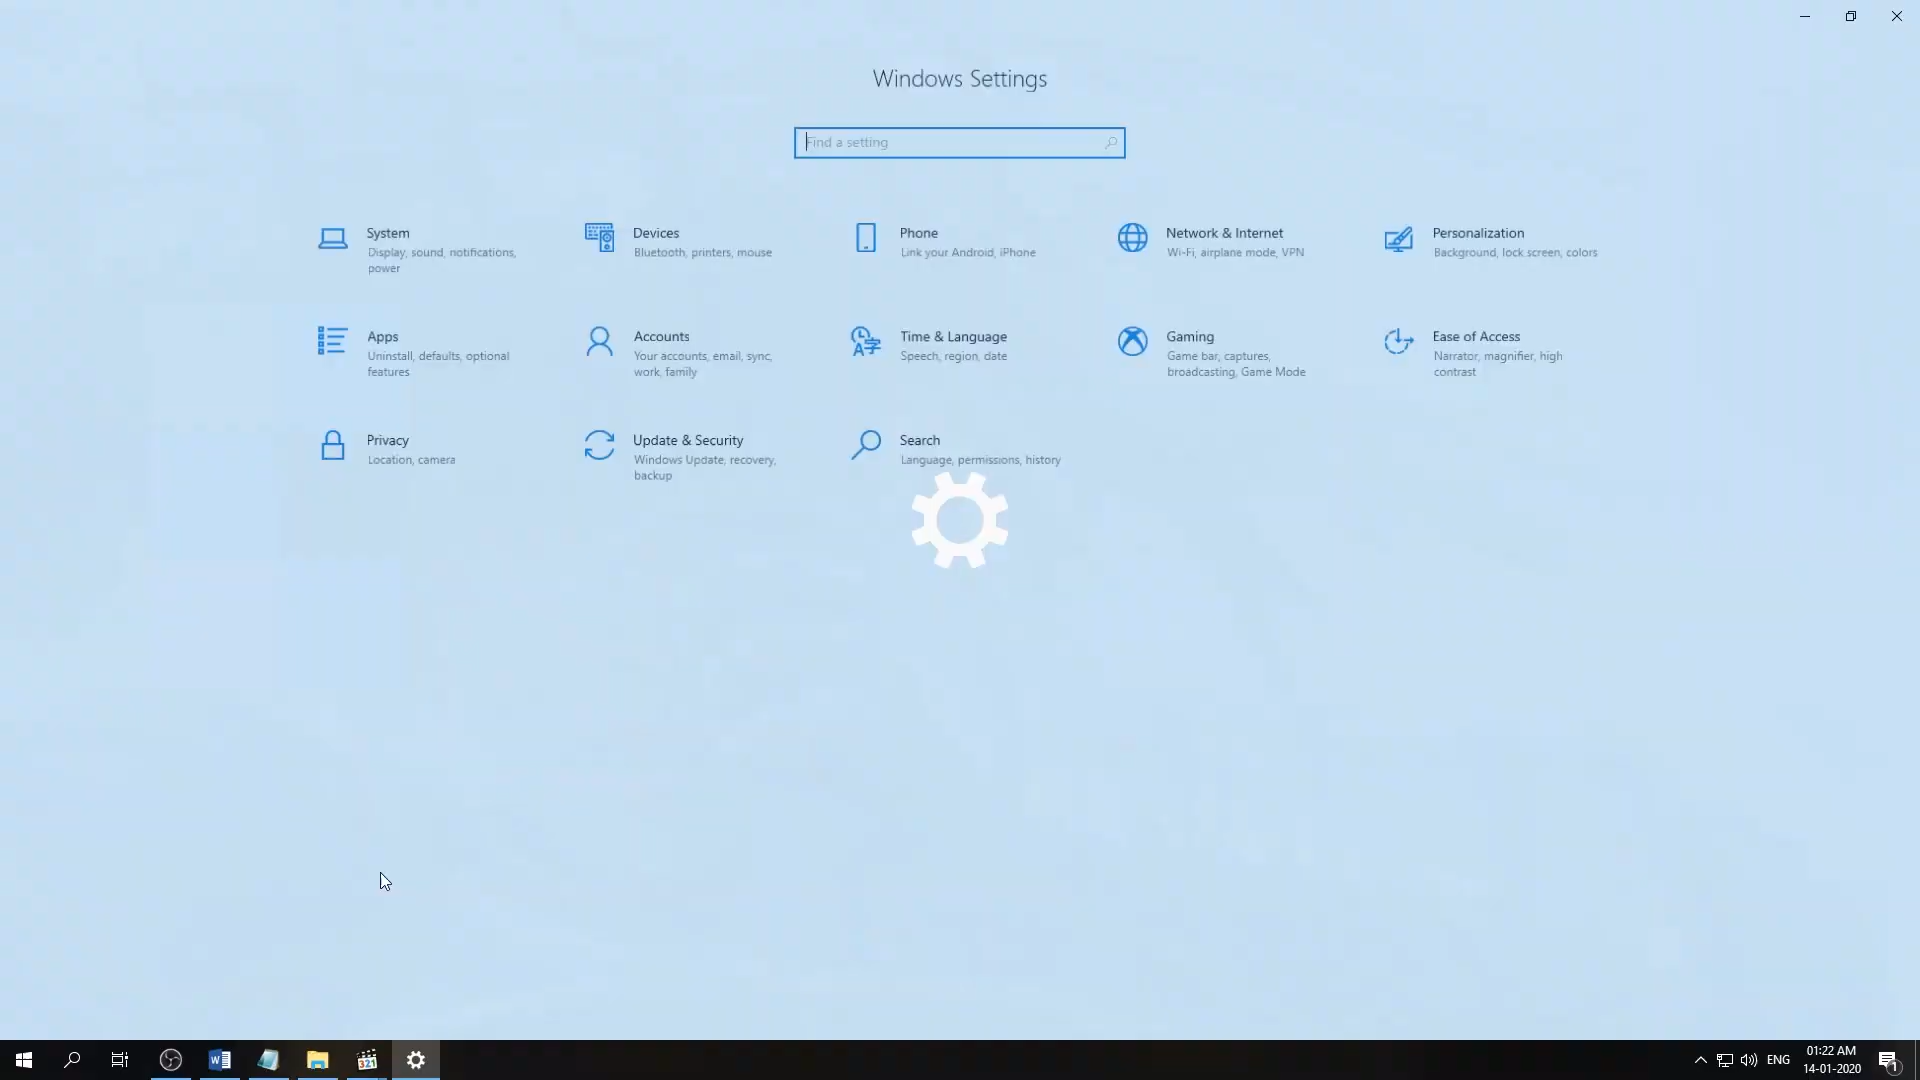 Windows Settings
Find a setting
System
Display, sound, notifications,
power
Devices
Bluetooth, printers, mouse
Phone
Link your Android, iPhone
Network & Internet
Wi-Fi, airplane mode, VPN
Personalization
Background, lock screen, colors
Apps
Uninstall, defaults, optional
features
Accounts
Your accounts, email, sync,
work, family
Time & Language
Speech, region, date
Gaming
Game bar, captures,
broadcasting, Game Mode
Ease of Access
Narrator, magnifier, high
contrast
Privacy
Location, camera
Update & Security
Windows Update, recovery,
backup
Search
Language, permissions, history
W
321
ENG
01:22 AM
14-01-2020
1